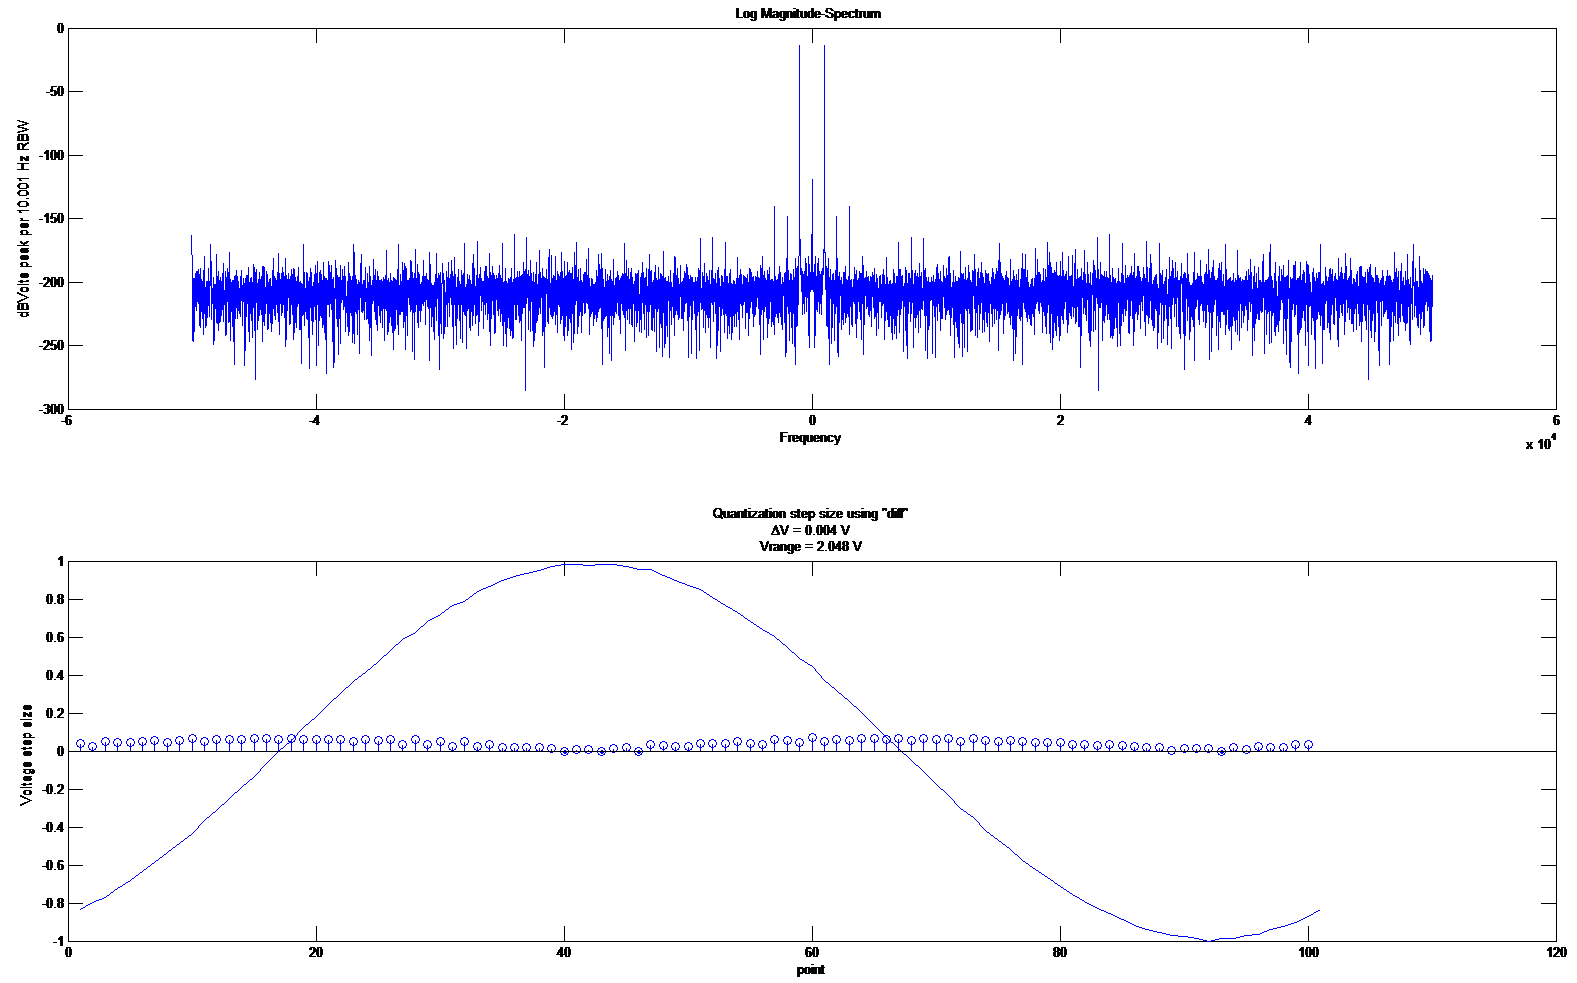 Log Magnitude-Spectrum
0
-50
-100
-150
-200
-250
-300
dBVolts peak per 10.001 Hz RBW
-6 -4 -2 0 2 4 6
Frequency
x 10^4
Quantization step size using "diff"
ΔV = 0.004 V
Vrange = 2.048 V
1
0.8
0.6
0.4
0.2
0
-0.2
-0.4
-0.6
-0.8
-1
Voltage step size
0 20 40 60 80 100 120
point